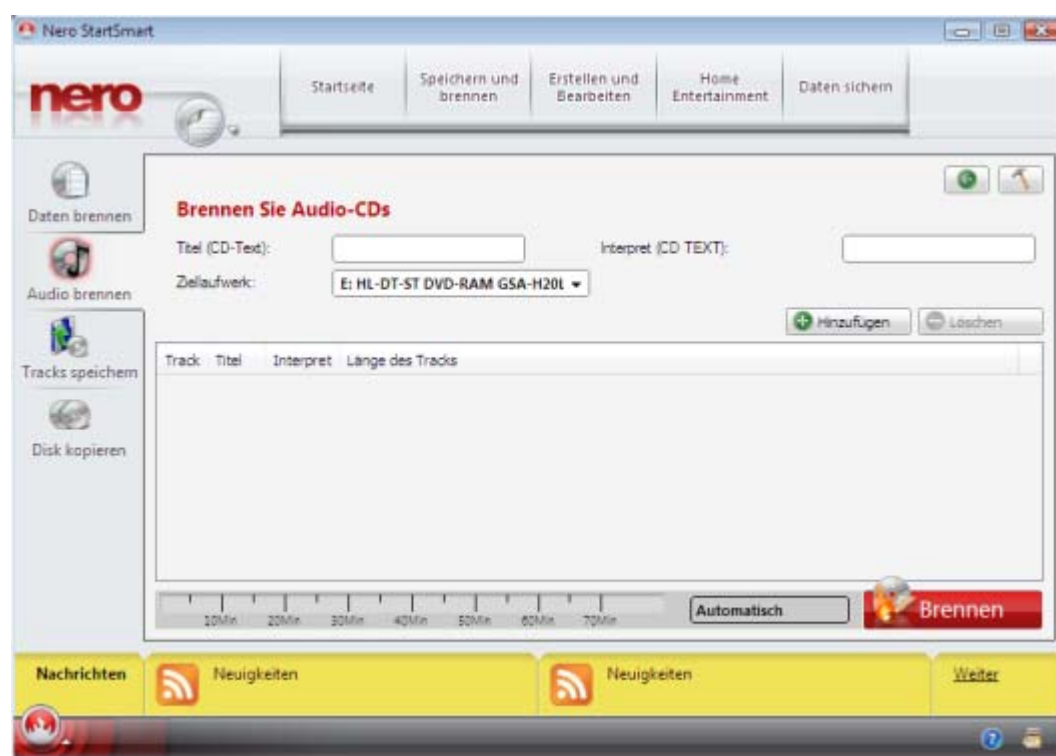 Nero StartSmart
nero
Startseite
Speichern und
brennen
Erstellen und
Bearbeiten
Home
Entertainment
Daten sichern
Daten brennen
Audio brennen
Tracks speichern
Disk kopieren
Brennen Sie Audio-CDs
Titel (CD-Text):
Interpret (CD TEXT):
Ziellaufwerk:
E: HL-DT-ST DVD-RAM GSA-H20L
Hinzufügen
Löschen
Track Titel Interpret Länge des Tracks
10Min 20Min 30Min 40Min 50Min 60Min 70Min
Automatisch
Brennen
Nachrichten
Neuigkeiten
Neuigkeiten
Weiter